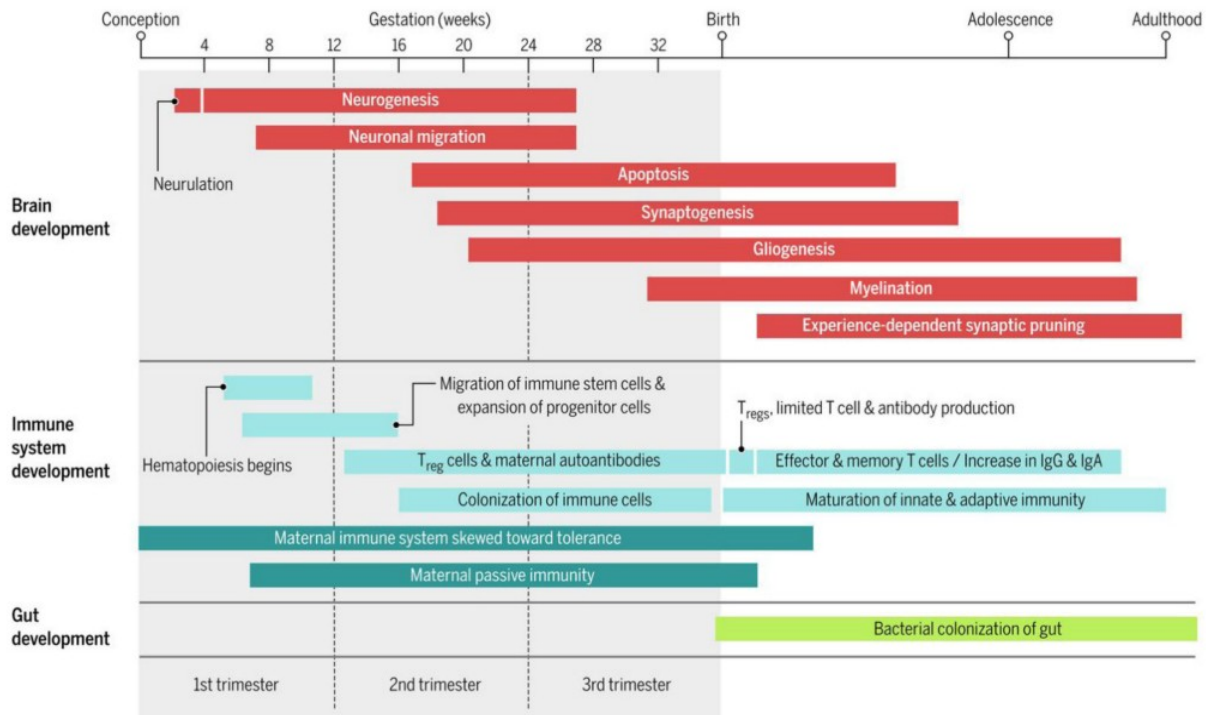 Conception
Gestation (weeks)
Birth
Adolescence
Adulthood
4
8
12
16
20
24
28
32
Brain
development
Neurogenesis
Neuronal migration
Neurulation
Apoptosis
Synaptogenesis
Gliogenesis
Myelination
Experience-dependent synaptic pruning
Immune
system
development
Migration of immune stem cells &
expansion of progenitor cells
Hematopoiesis begins
Tregs, limited T cell & antibody production
Treg cells & maternal autoantibodies
Effector & memory T cells / Increase in IgG & IgA
Colonization of immune cells
Maturation of innate & adaptive immunity
Maternal immune system skewed toward tolerance
Maternal passive immunity
Gut
development
Bacterial colonization of gut
1st trimester
2nd trimester
3rd trimester